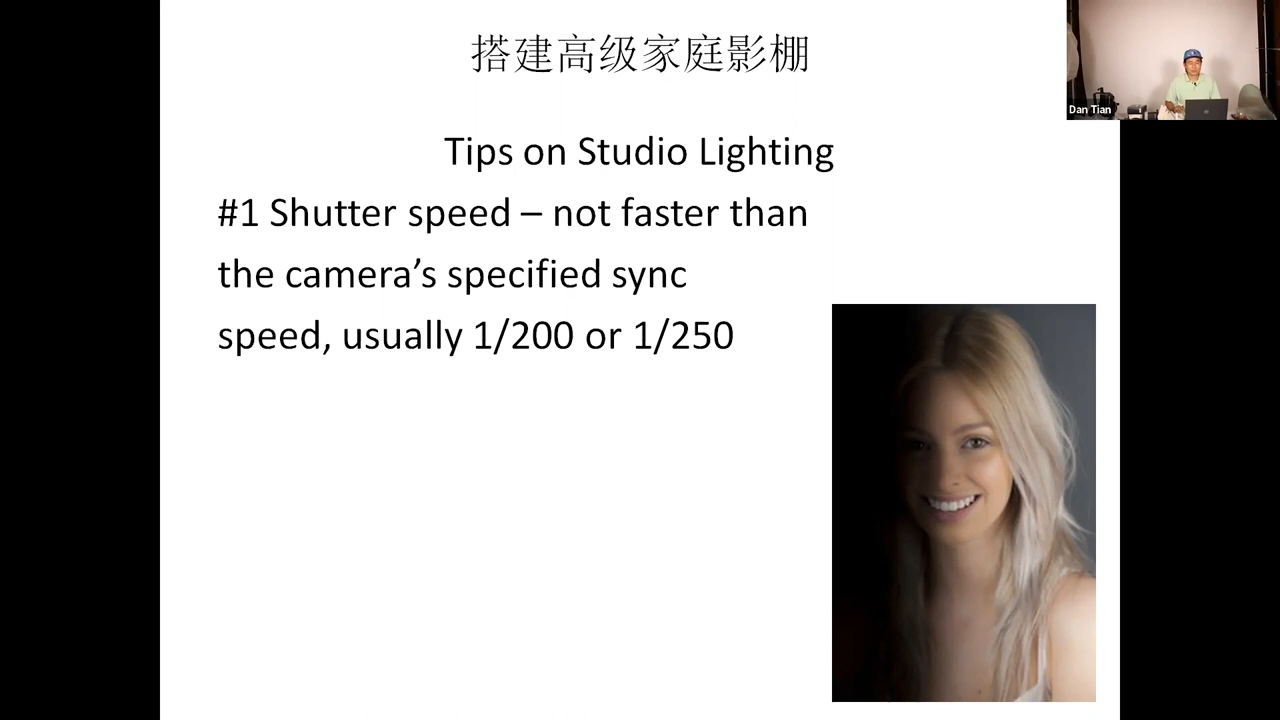 搭建高级家庭影棚
Tips on Studio Lighting
#1 Shutter speed – not faster than
the camera’s specified sync
speed, usually 1/200 or 1/250
Dan Tian